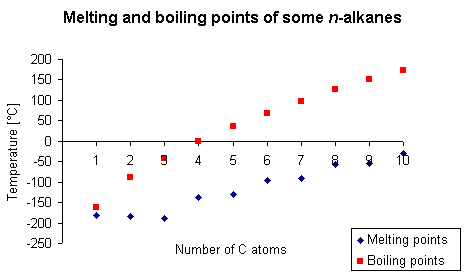 Melting and boiling points of some n-alkanes
200
150
100
50
0
-50
-100
-150
-200
-250
Temperature [°C]
1 2 3 4 5 6 7 8 9 10
Number of C atoms
Melting points
Boiling points